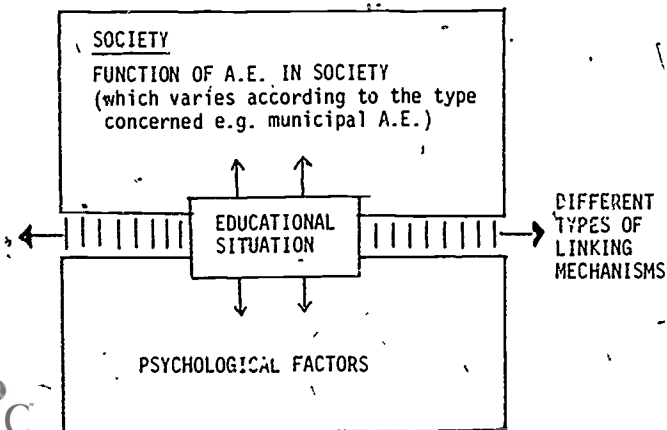 SOCIETY
FUNCTION OF A.E. IN SOCIETY
(which varies according to the type
concerned e.g. municipal A.E.)
EDUCATIONAL
SITUATION
DIFFERENT
TYPES OF
LINKING
MECHANISMS
PSYCHOLOGICAL FACTORS
C